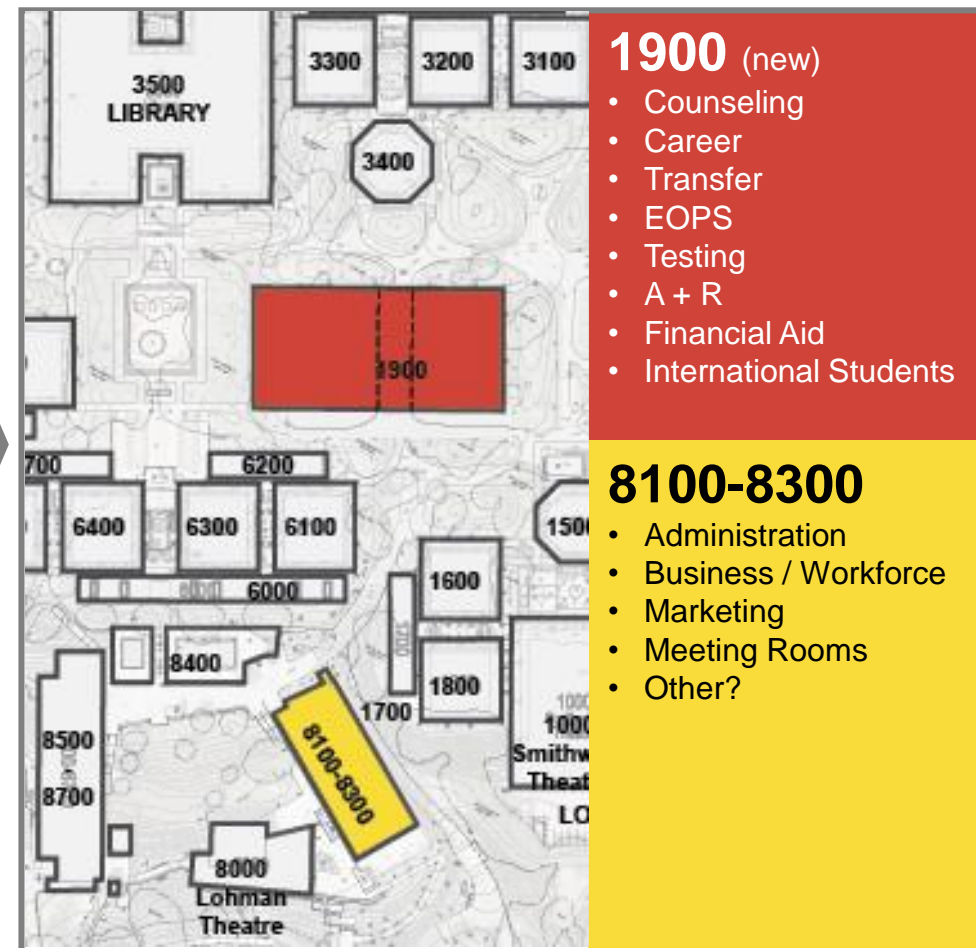 3500
LIBRARY
3300
3200
3100
3400
1900
700
6200
6400
6300
6100
6000
1500
1600
1800
1700
8400
8500
8700
8100-8300
8000
Lohman
Theatre
1000
1900 (new)
• Counseling
• Career
• Transfer
• EOPS
• Testing
• A + R
• Financial Aid
• International Students
8100-8300
• Administration
• Business / Workforce
• Marketing
• Meeting Rooms
• Other?